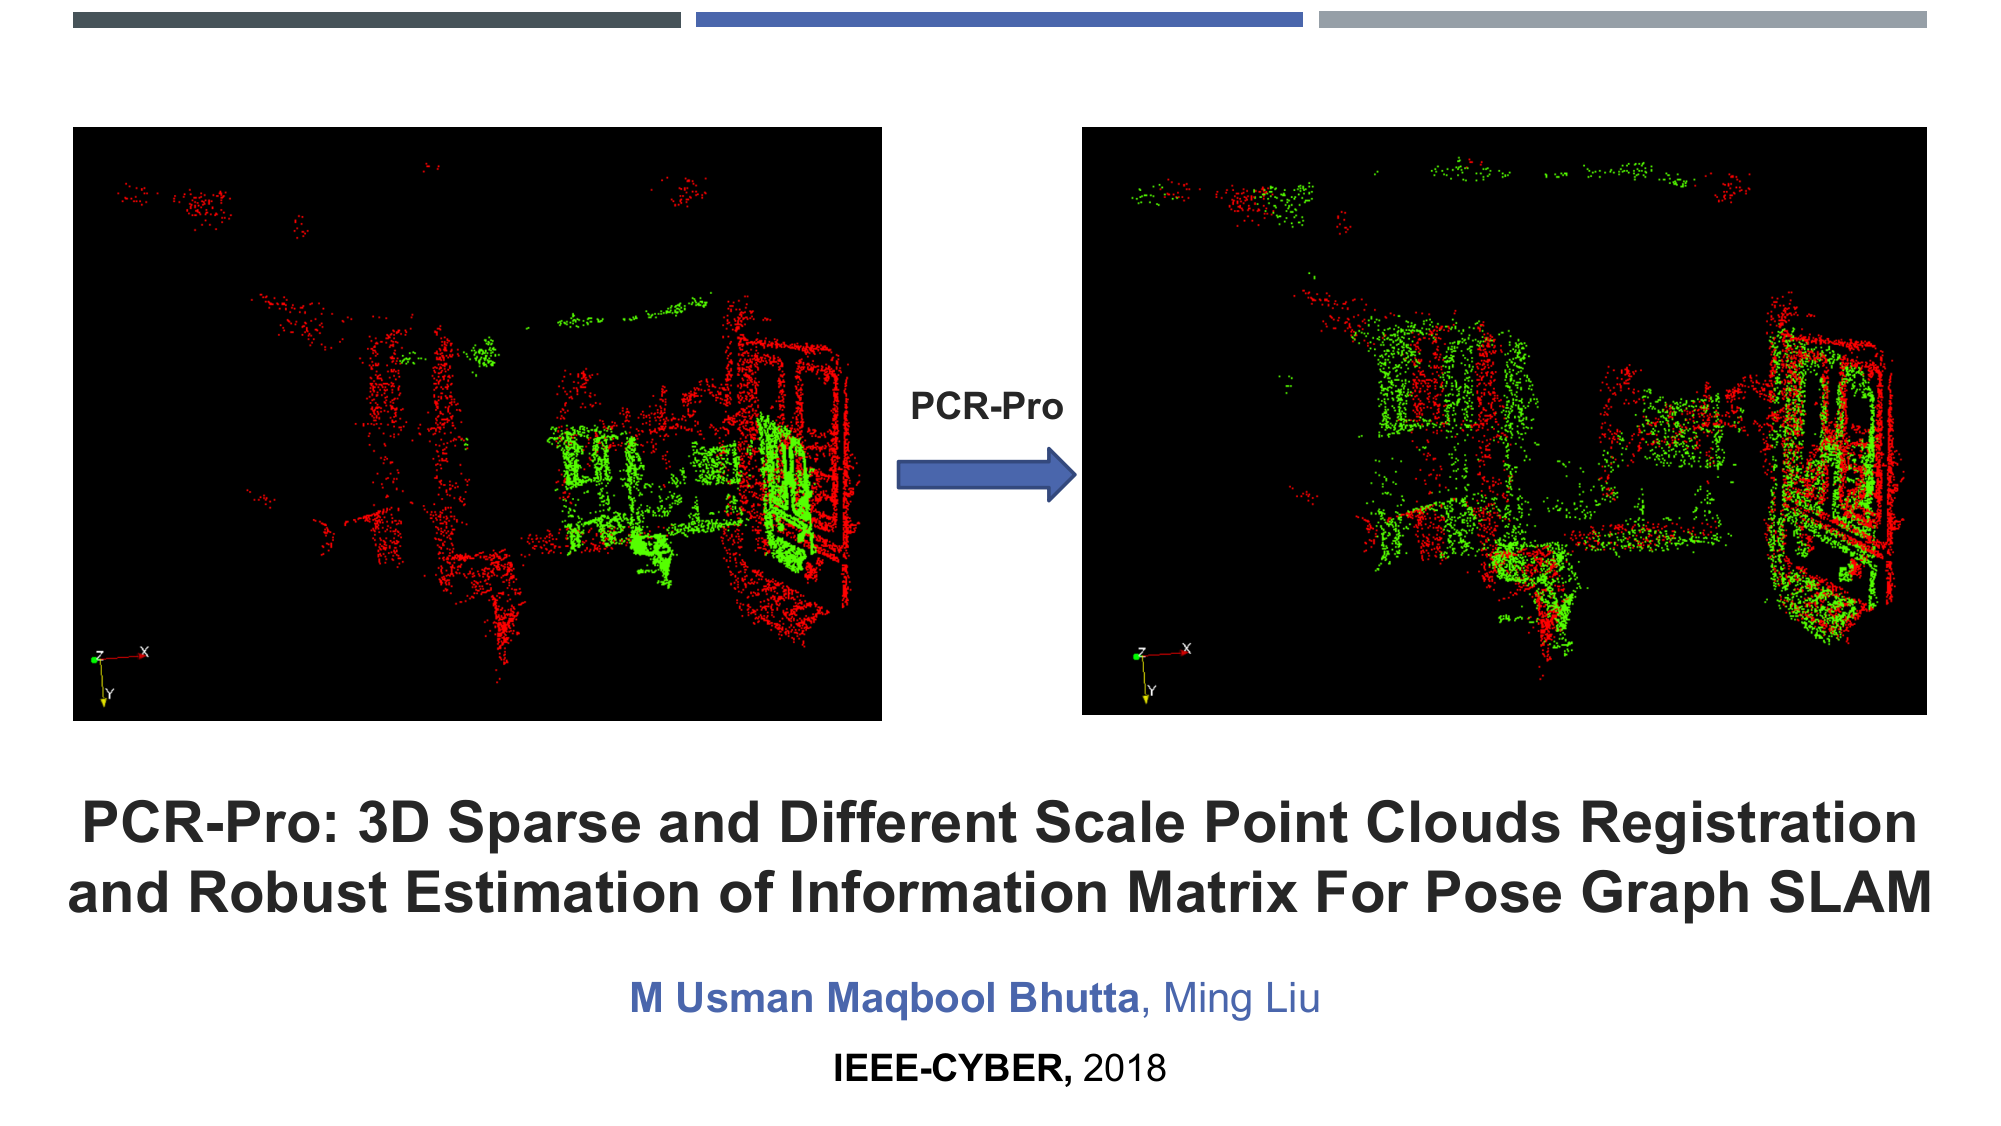 Z X
Y
PCR-Pro
Z X
Y
PCR-Pro: 3D Sparse and Different Scale Point Clouds Registration
and Robust Estimation of Information Matrix For Pose Graph SLAM
M Usman Maqbool Bhutta, Ming Liu
IEEE-CYBER, 2018